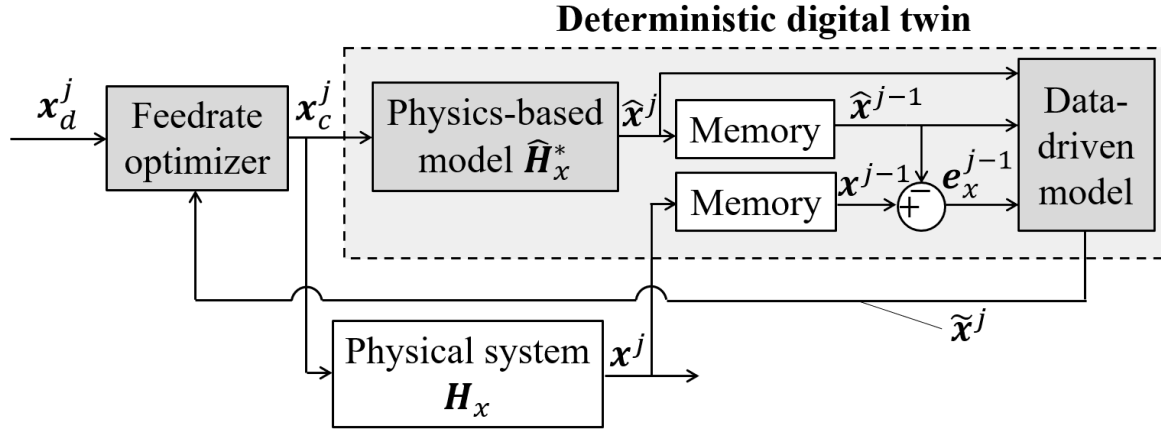 Deterministic digital twin
x_d^j
Feedrate
optimizer
x_c^j
Physics-based
model Ĥ_x^*
x̂^j
Memory
x̂^{j-1}
−
+
Memory
x^{j-1}
e_x^{j-1}
Data-
driven
model
x̃^j
Physical system
H_x
x^j